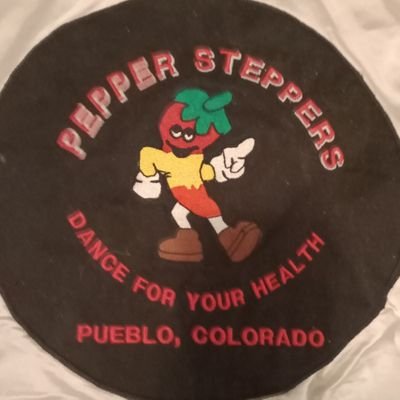 PEPPER STEPPERS
DANCE FOR YOUR HEALTH
PUEBLO, COLORADO